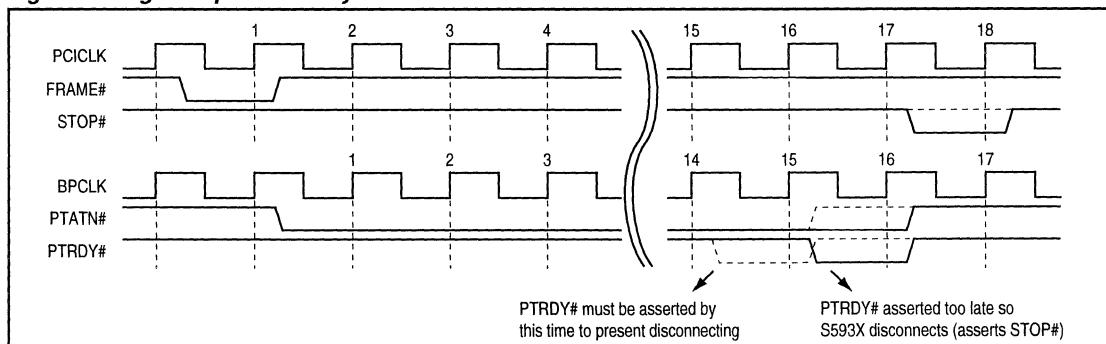 1 2 3 4 15 16 17 18
PCICLK
FRAME#
STOP#
1 2 3 14 15 16 17
BPCLK
PTATN#
PTRDY#
PTRDY# must be asserted by
this time to present disconnecting
PTRDY# asserted too late so
S593X disconnects (asserts STOP#)